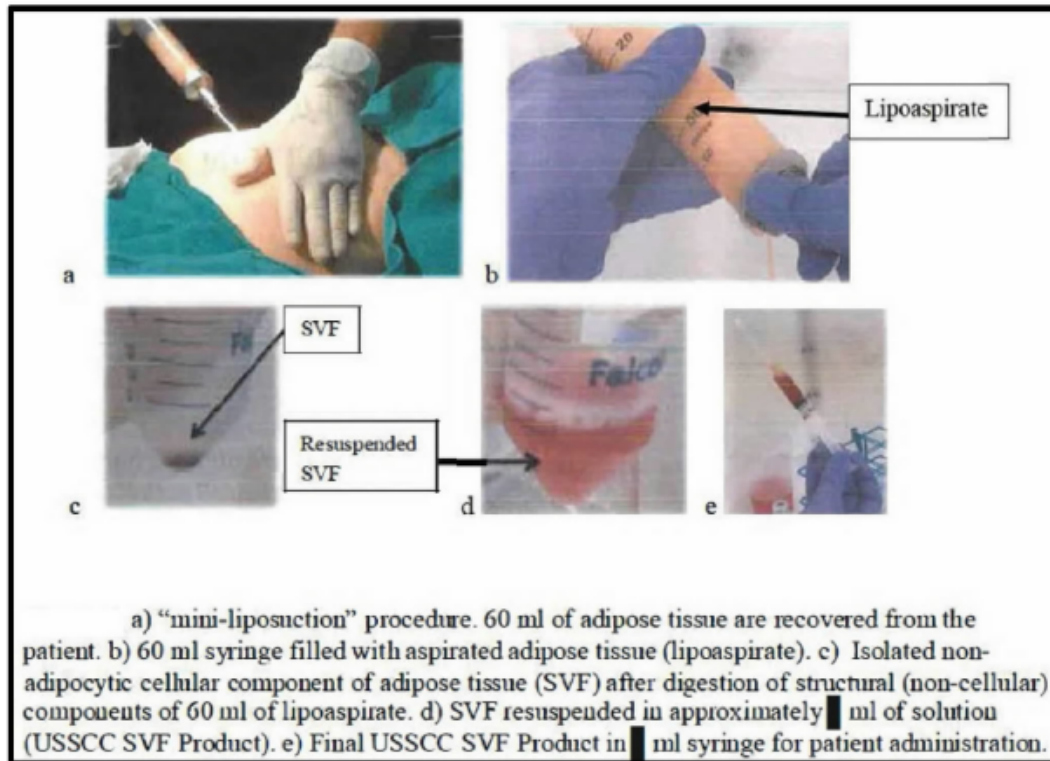 20
Lipoaspirate
a
b
SVF
Falco
Resuspended
SVF
c
d
e
a) “mini-liposuction” procedure. 60 ml of adipose tissue are recovered from the
patient. b) 60 ml syringe filled with aspirated adipose tissue (lipoaspirate). c) Isolated non-
adipocytic cellular component of adipose tissue (SVF) after digestion of structural (non-cellular)
components of 60 ml of lipoaspirate. d) SVF resuspended in approximately ml of solution
(USSCC SVF Product). e) Final USSCC SVF Product in ml syringe for patient administration.